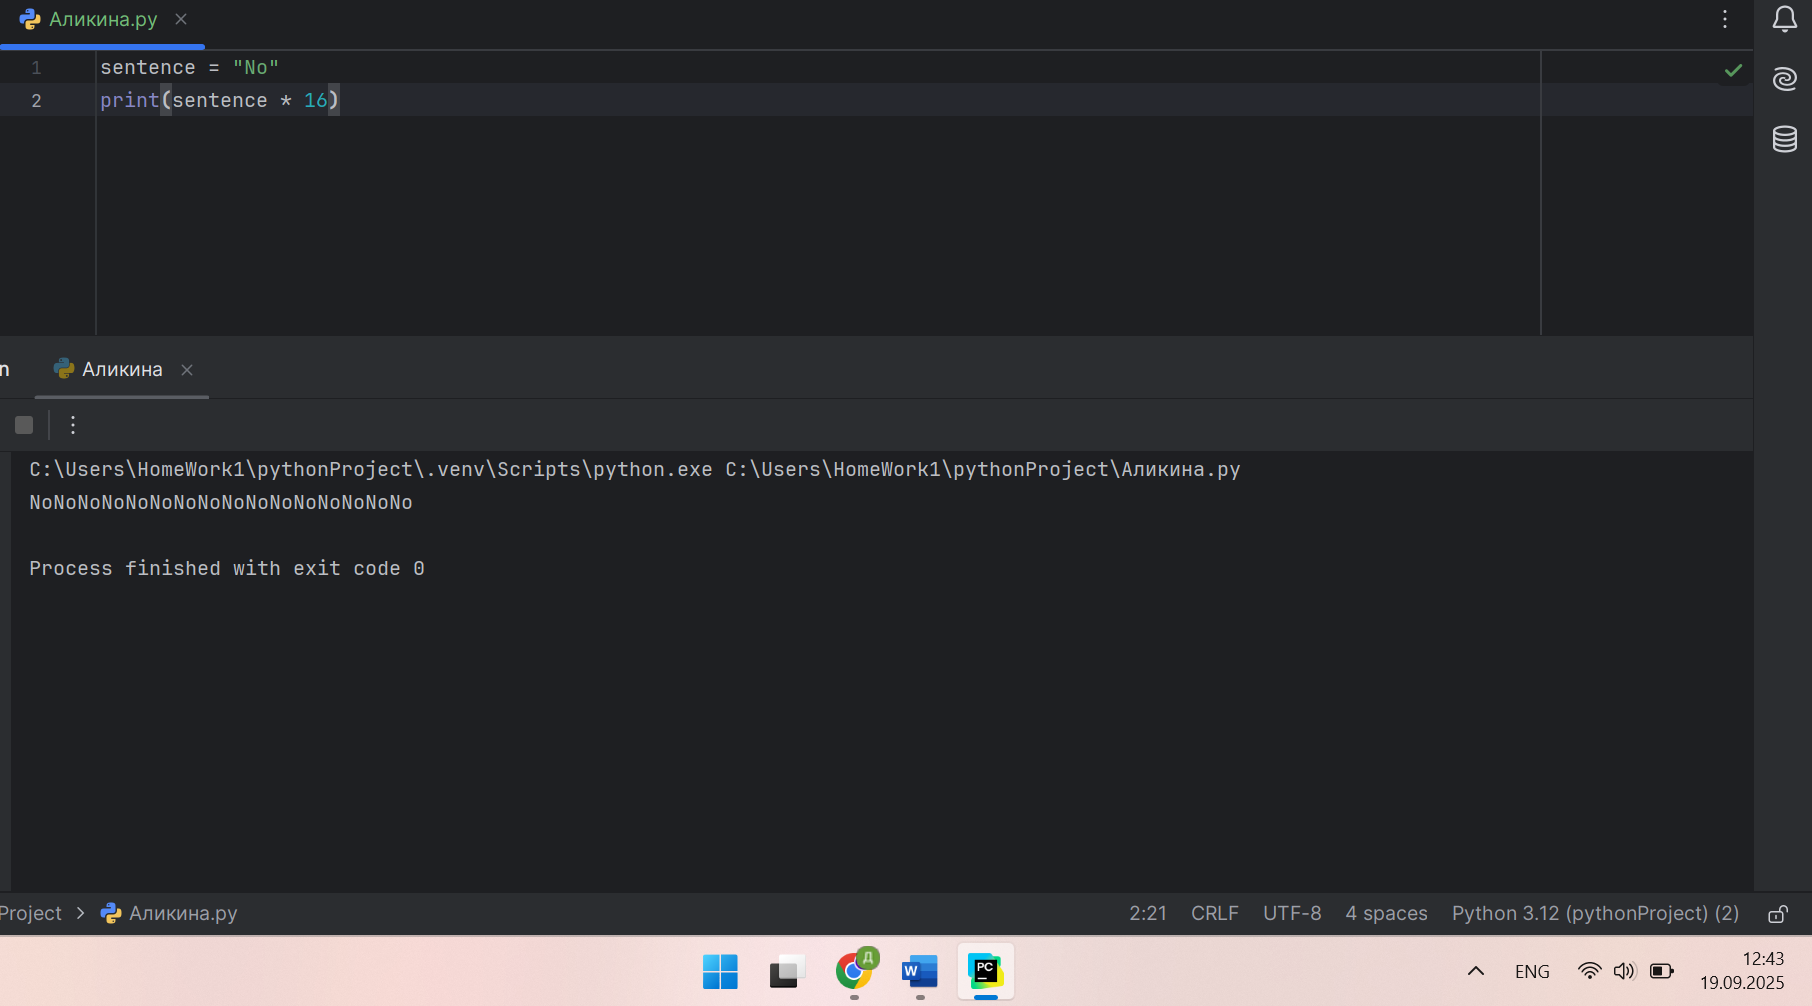 Аликина.py
1 sentence = "No"
2 print(sentence * 16)
n Аликина
C:\Users\HomeWork1\pythonProject\.venv\Scripts\python.exe C:\Users\HomeWork1\pythonProject\Аликина.py
NoNoNoNoNoNoNoNoNoNoNoNoNoNoNoNo
Process finished with exit code 0
Project > Аликина.py 2:21 CRLF UTF-8 4 spaces Python 3.12 (pythonProject) (2)
Д W PC ENG 12:43
19.09.2025